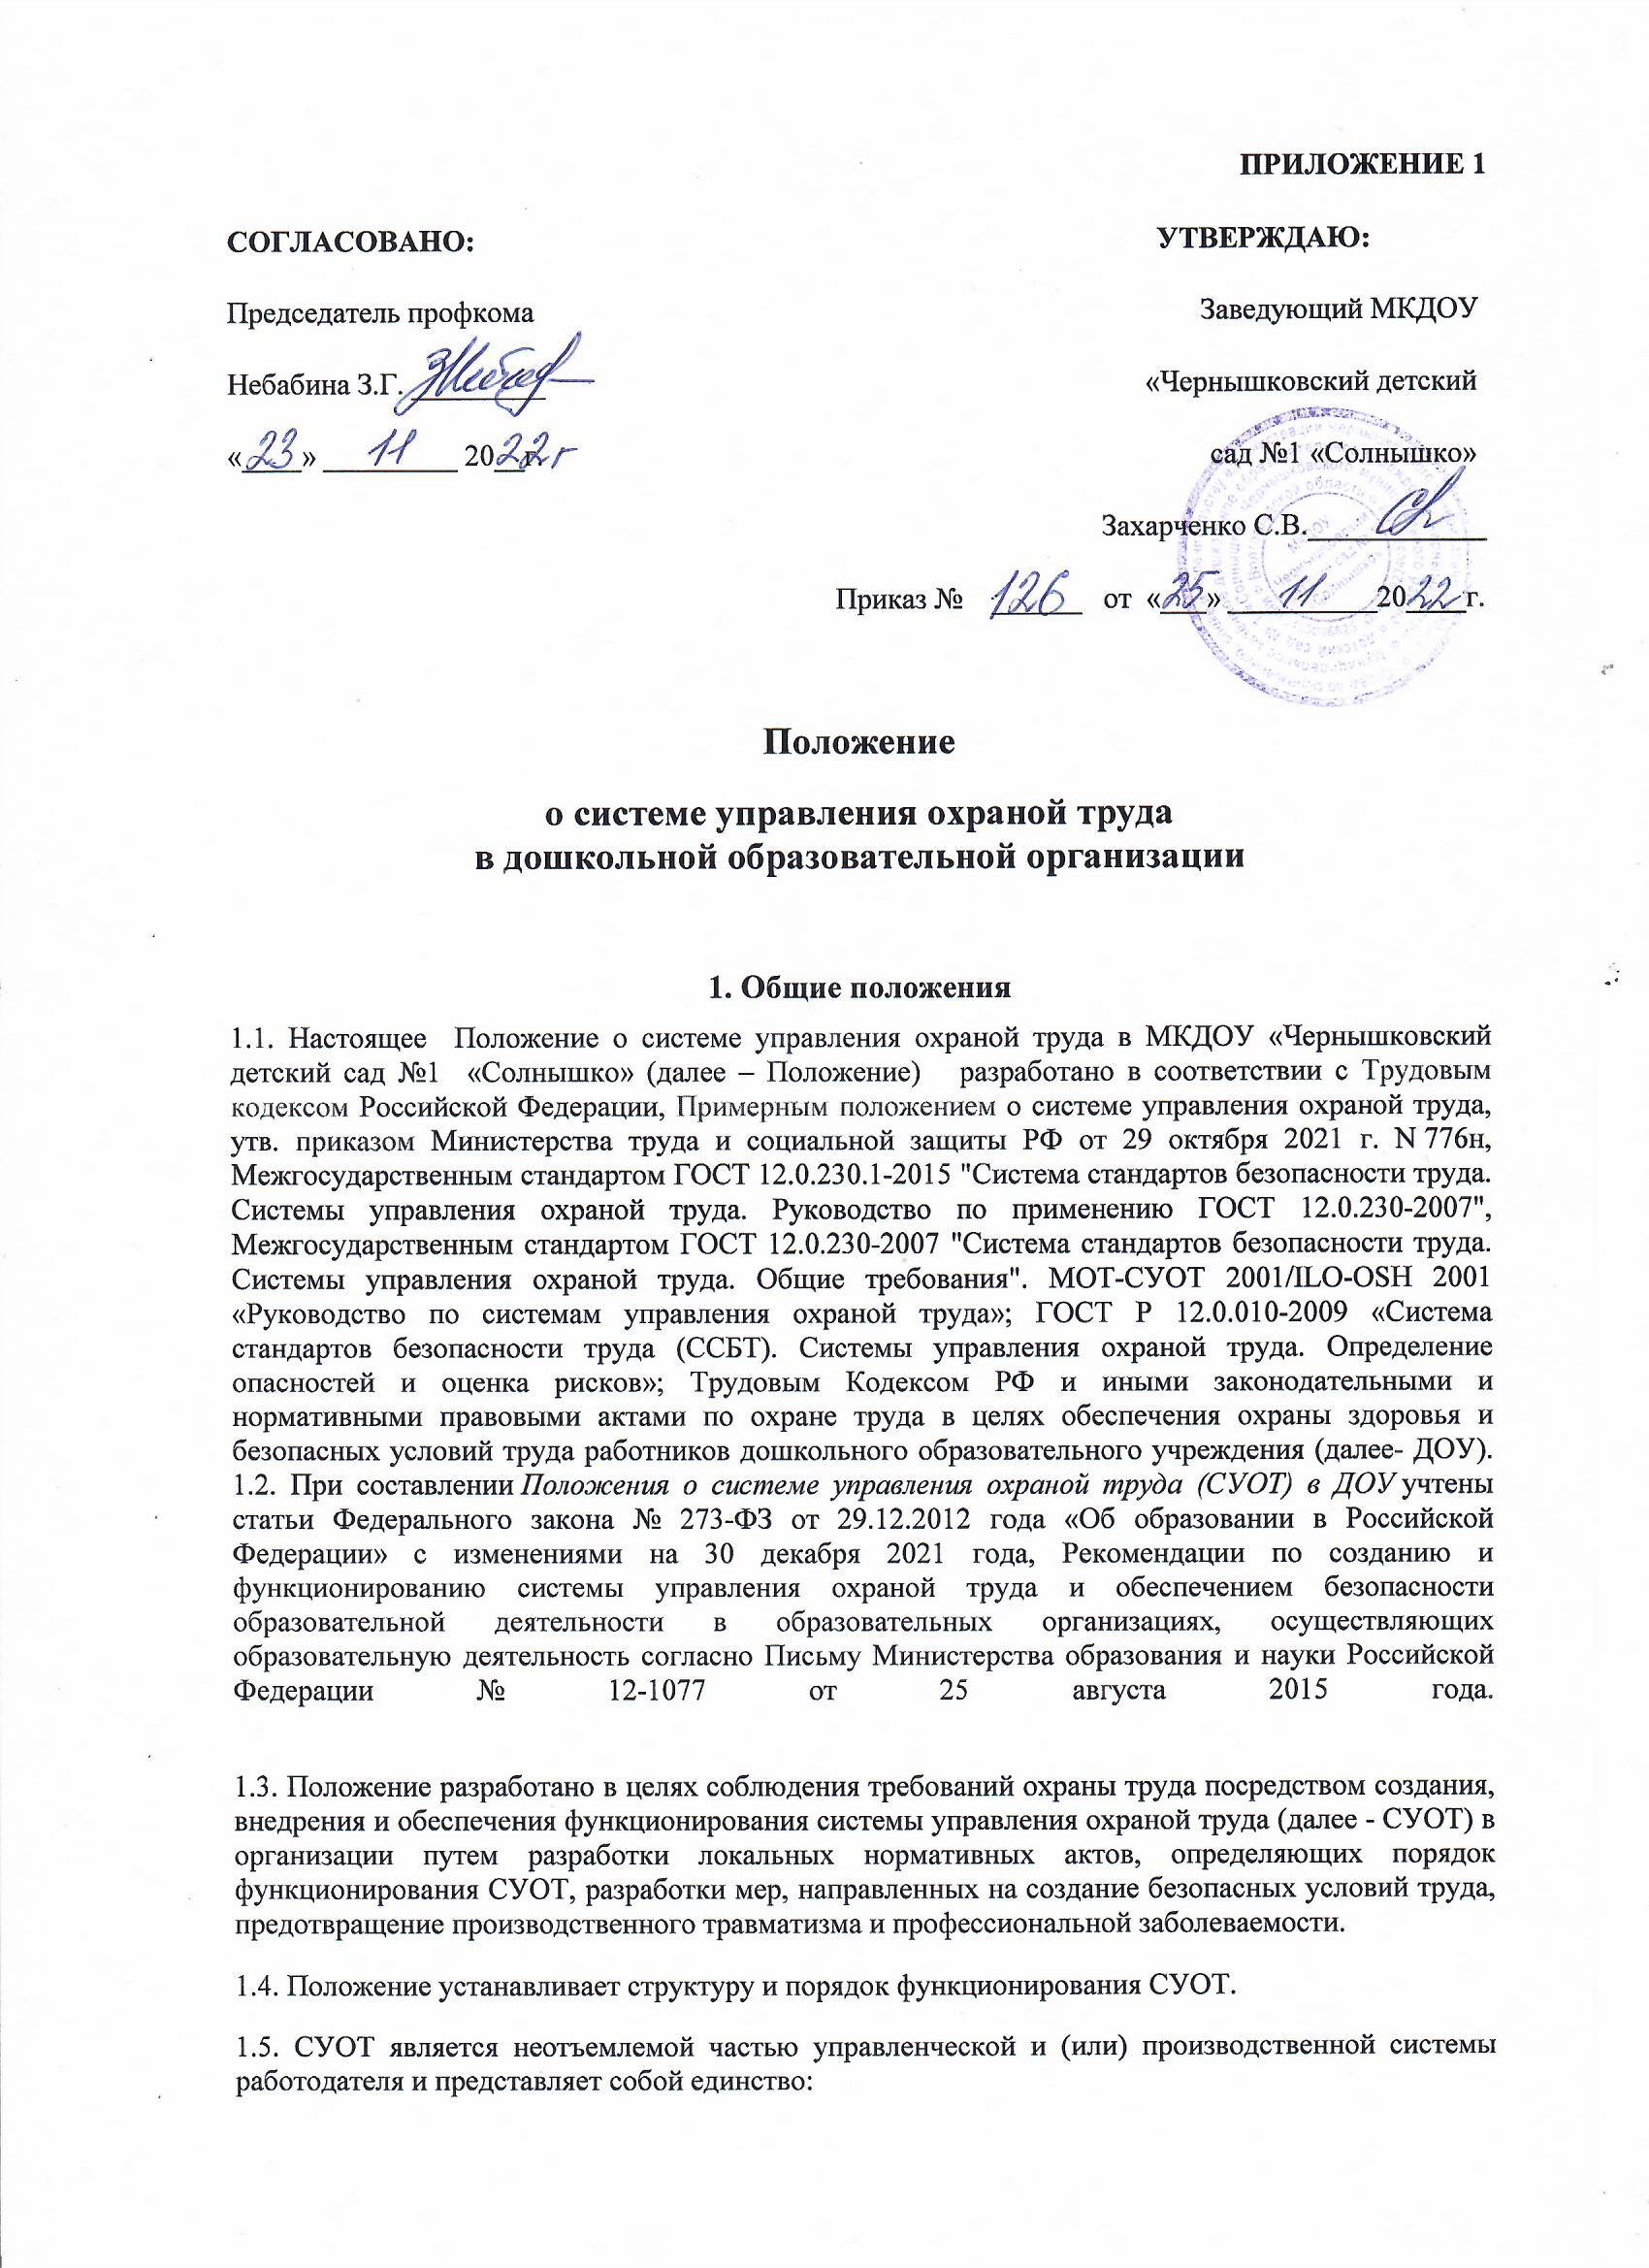 ПРИЛОЖЕНИЕ 1
СОГЛАСОВАНО:
УТВЕРЖДАЮ:
Председатель профкома
Заведующий МКДОУ
Небабина З.Г.
«Чернышковский детский
«23» 11 2022г
сад №1 «Солнышко»
Захарченко С.В.
Приказ № 126 от «25» 11 2022г.
Положение
о системе управления охраной труда
в дошкольной образовательной организации
1. Общие положения
1.1. Настоящее Положение о системе управления охраной труда в МКДОУ «Чернышковский
детский сад №1 «Солнышко» (далее – Положение) разработано в соответствии с Трудовым
кодексом Российской Федерации, Примерным положением о системе управления охраной труда,
утв. приказом Министерства труда и социальной защиты РФ от 29 октября 2021 г. N 776н,
Межгосударственным стандартом ГОСТ 12.0.230.1-2015 "Система стандартов безопасности труда.
Системы управления охраной труда. Руководство по применению ГОСТ 12.0.230-2007",
Межгосударственным стандартом ГОСТ 12.0.230-2007 "Система стандартов безопасности труда.
Системы управления охраной труда. Общие требования". МОТ-СУОТ 2001/ILO-OSH 2001
«Руководство по системам управления охраной труда»; ГОСТ Р 12.0.010-2009 «Система
стандартов безопасности труда (ССБТ). Системы управления охраной труда. Определение
опасностей и оценка рисков»; Трудовым Кодексом РФ и иными законодательными и
нормативными правовыми актами по охране труда в целях обеспечения охраны здоровья и
безопасных условий труда работников дошкольного образовательного учреждения (далее- ДОУ).
1.2. При составлении Положения о системе управления охраной труда (СУОТ) в ДОУ учтены
статьи Федерального закона № 273-ФЗ от 29.12.2012 года «Об образовании в Российской
Федерации» с изменениями на 30 декабря 2021 года, Рекомендации по созданию и
функционированию системы управления охраной труда и обеспечением безопасности
образовательной деятельности в образовательных организациях, осуществляющих
образовательную деятельность согласно Письму Министерства образования и науки Российской
Федерации № 12-1077 от 25 августа 2015 года.
1.3. Положение разработано в целях соблюдения требований охраны труда посредством создания,
внедрения и обеспечения функционирования системы управления охраной труда (далее - СУОТ) в
организации путем разработки локальных нормативных актов, определяющих порядок
функционирования СУОТ, разработки мер, направленных на создание безопасных условий труда,
предотвращение производственного травматизма и профессиональной заболеваемости.
1.4. Положение устанавливает структуру и порядок функционирования СУОТ.
1.5. СУОТ является неотъемлемой частью управленческой и (или) производственной системы
работодателя и представляет собой единство: